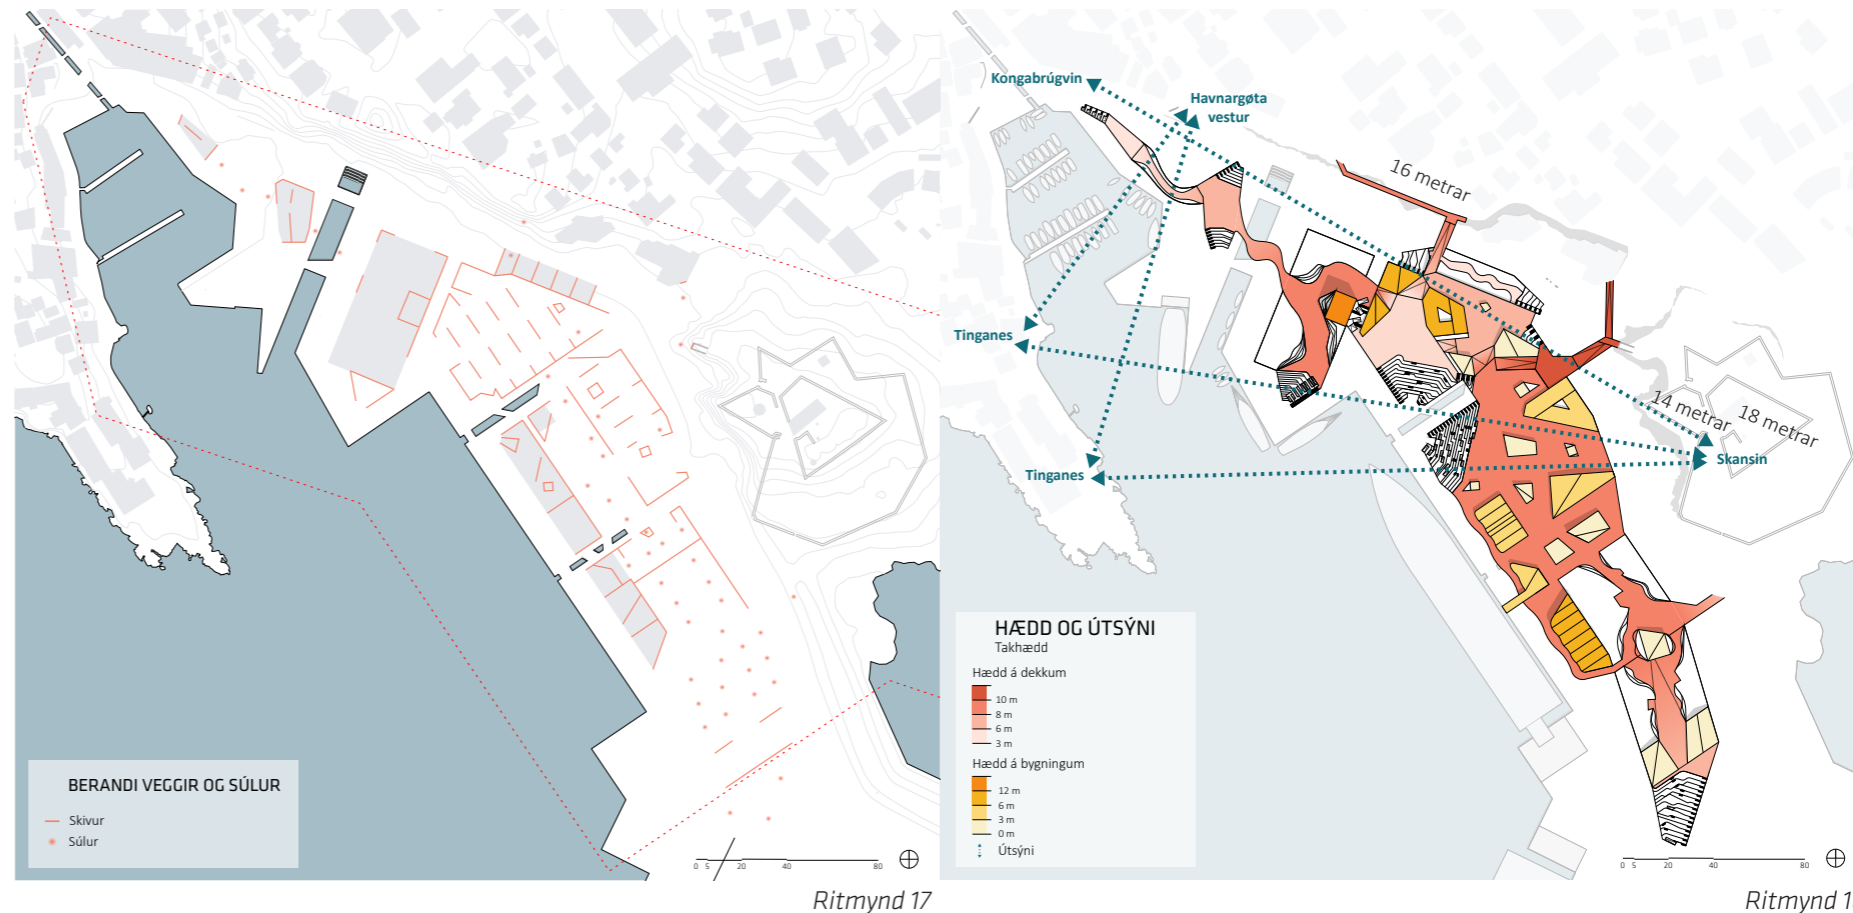 BERANDI VEGGIR OG SÚLUR
Skivur
Súlur
0 5 20 40 80
Ritmynd 17
Kongabrúgvin
Havnargøta
vestur
16 metrar
Tinganes
14 metrar
18 metrar
Skansin
Tinganes
HÆDD OG ÚTSÝNI
Takhædd
Hædd á dekkum
10 m
8 m
6 m
3 m
Hædd á bygningum
12 m
6 m
3 m
0 m
Útsýni
0 5 20 40 80
Ritmynd